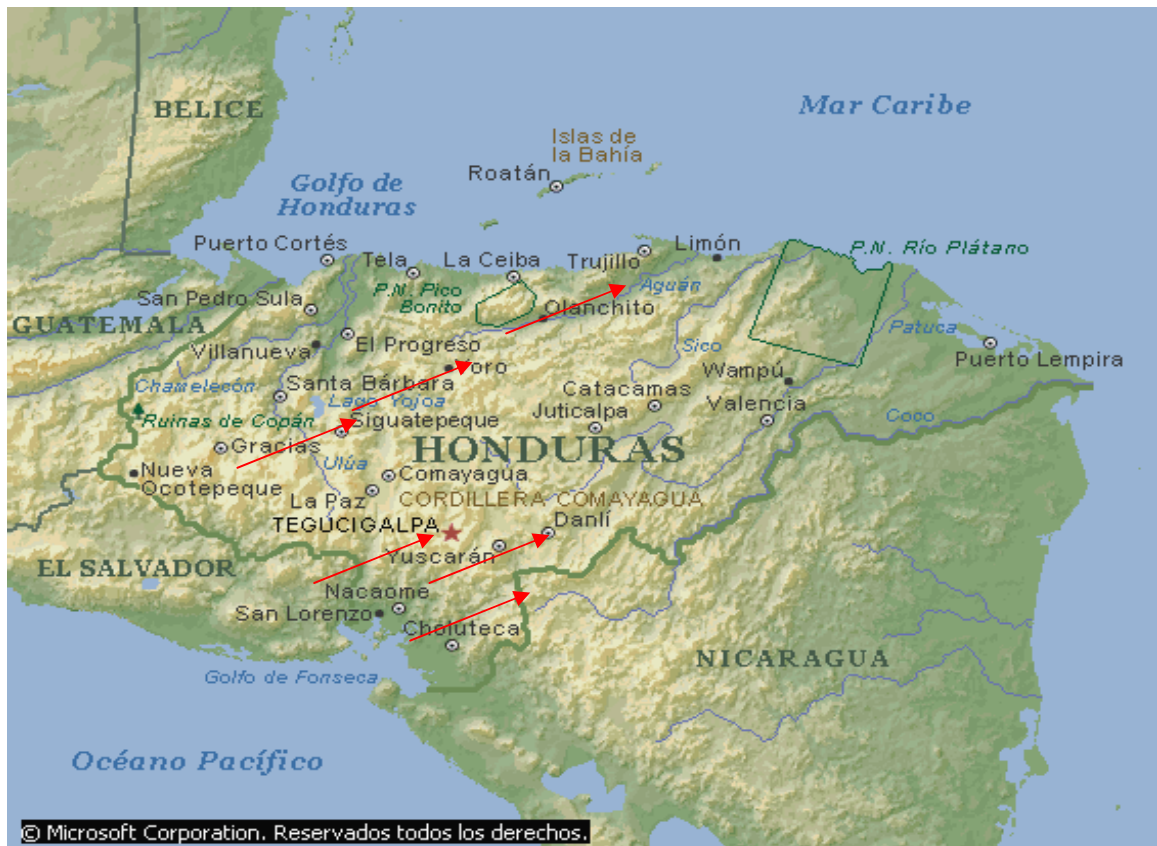 BELICE
Mar Caribe
Islas de
la Bahía
Roatán
Golfo de
Honduras
Puerto Cortés
Tela
La Ceiba
Trujillo
Limón
P.N. Río Plátano
P.N. Pico
Bonito
Aguán
San Pedro Sula
Olanchito
GUATEMALA
El Progreso
Patuca
Villanueva
Sico
Puerto Lempira
Yoro
Wampú
Chamelecón
Santa Bárbara
Catacamas
Lago Yojoa
Juticalpa
Valencia
Coco
Ruinas de Copán
Siguatepeque
Gracias
HONDURAS
Ulúa
Nueva
Ocotepeque
Comayagua
La Paz
CORDILLERA COMAYAGUA
TEGUCIGALPA
Danlí
Yuscarán
EL SALVADOR
Nacaome
San Lorenzo
Choluteca
NICARAGUA
Golfo de Fonseca
Océano Pacífico
© Microsoft Corporation. Reservados todos los derechos.